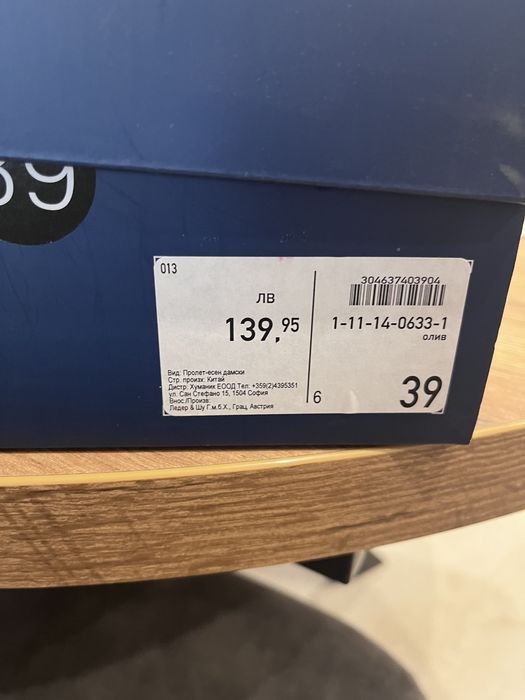 39
013
лв
139,95
Вид: Пролет-есен дамски
Стр. произх: Китай
Дистр: Хуманик ЕООД Тел: +359(2)4395351
ул. Сан Стефано 15, 1504 София
Внос./Произв:
Ледер & Шу Г.м.б.Х., Грац, Австрия
304637403904
1-11-14-0633-1
олив
6
39